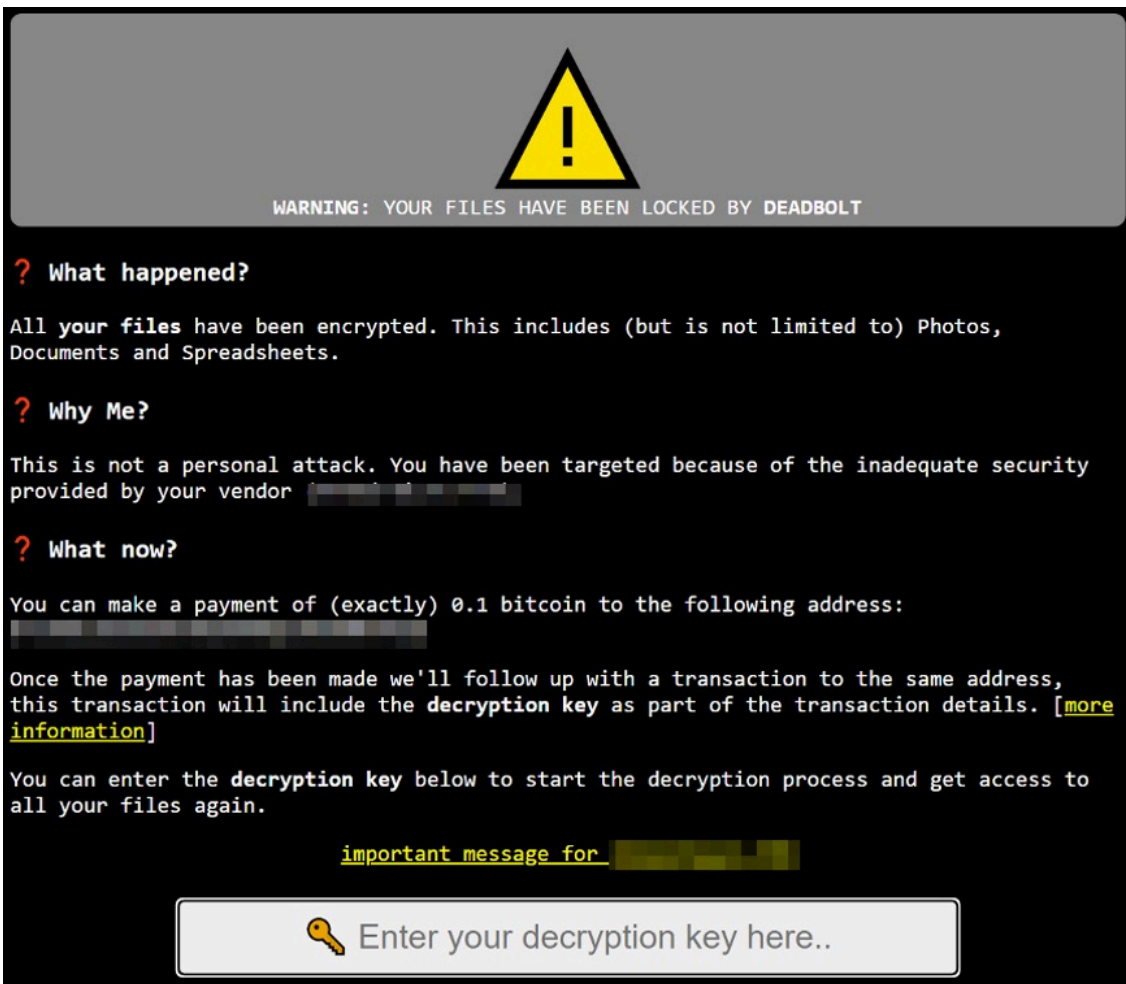 WARNING: YOUR FILES HAVE BEEN LOCKED BY DEADBOLT
❓ What happened?
All your files have been encrypted. This includes (but is not limited to) Photos,
Documents and Spreadsheets.
❓ Why Me?
This is not a personal attack. You have been targeted because of the inadequate security
provided by your vendor
❓ What now?
You can make a payment of (exactly) 0.1 bitcoin to the following address:
Once the payment has been made we'll follow up with a transaction to the same address,
this transaction will include the decryption key as part of the transaction details. [more
information]
You can enter the decryption key below to start the decryption process and get access to
all your files again.
important message for
Enter your decryption key here..